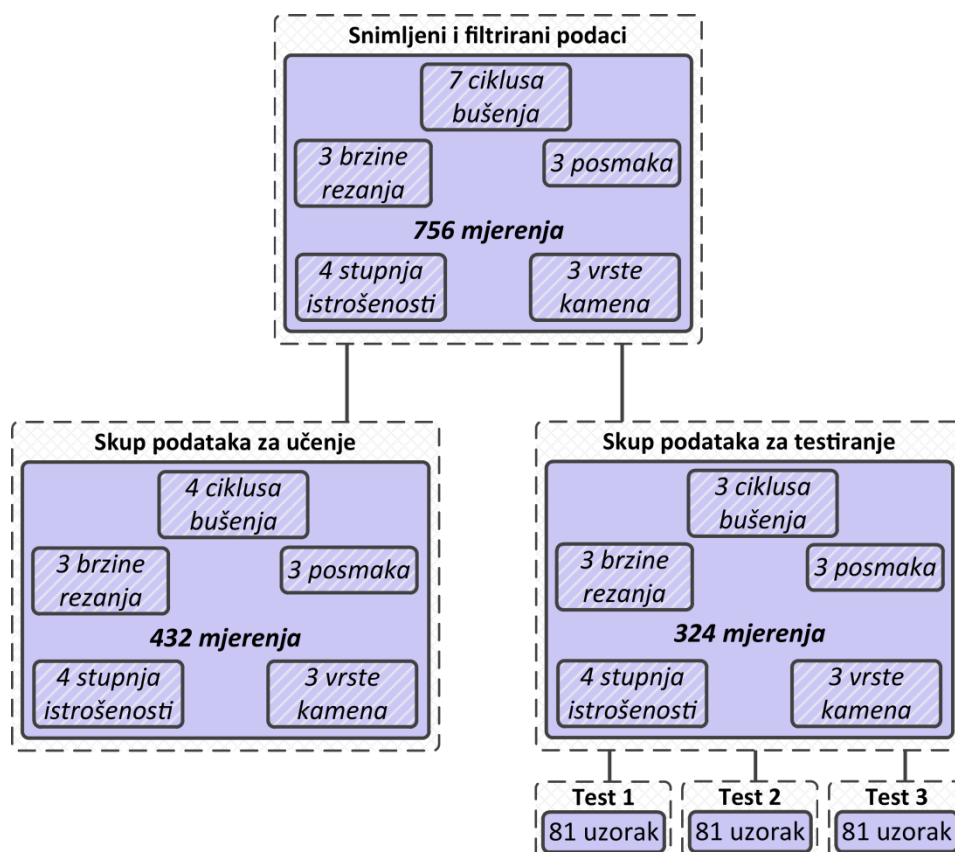 Snimljeni i filtrirani podaci
7 ciklusa
bušenja
3 brzine
rezanja
3 posmaka
756 mjerenja
4 stupnja
istrošenosti
3 vrste
kamena
Skup podataka za učenje
4 ciklusa
bušenja
3 brzine
rezanja
3 posmaka
432 mjerenja
4 stupnja
istrošenosti
3 vrste
kamena
Skup podataka za testiranje
3 ciklusa
bušenja
3 brzine
rezanja
3 posmaka
324 mjerenja
4 stupnja
istrošenosti
3 vrste
kamena
Test 1
81 uzorak
Test 2
81 uzorak
Test 3
81 uzorak